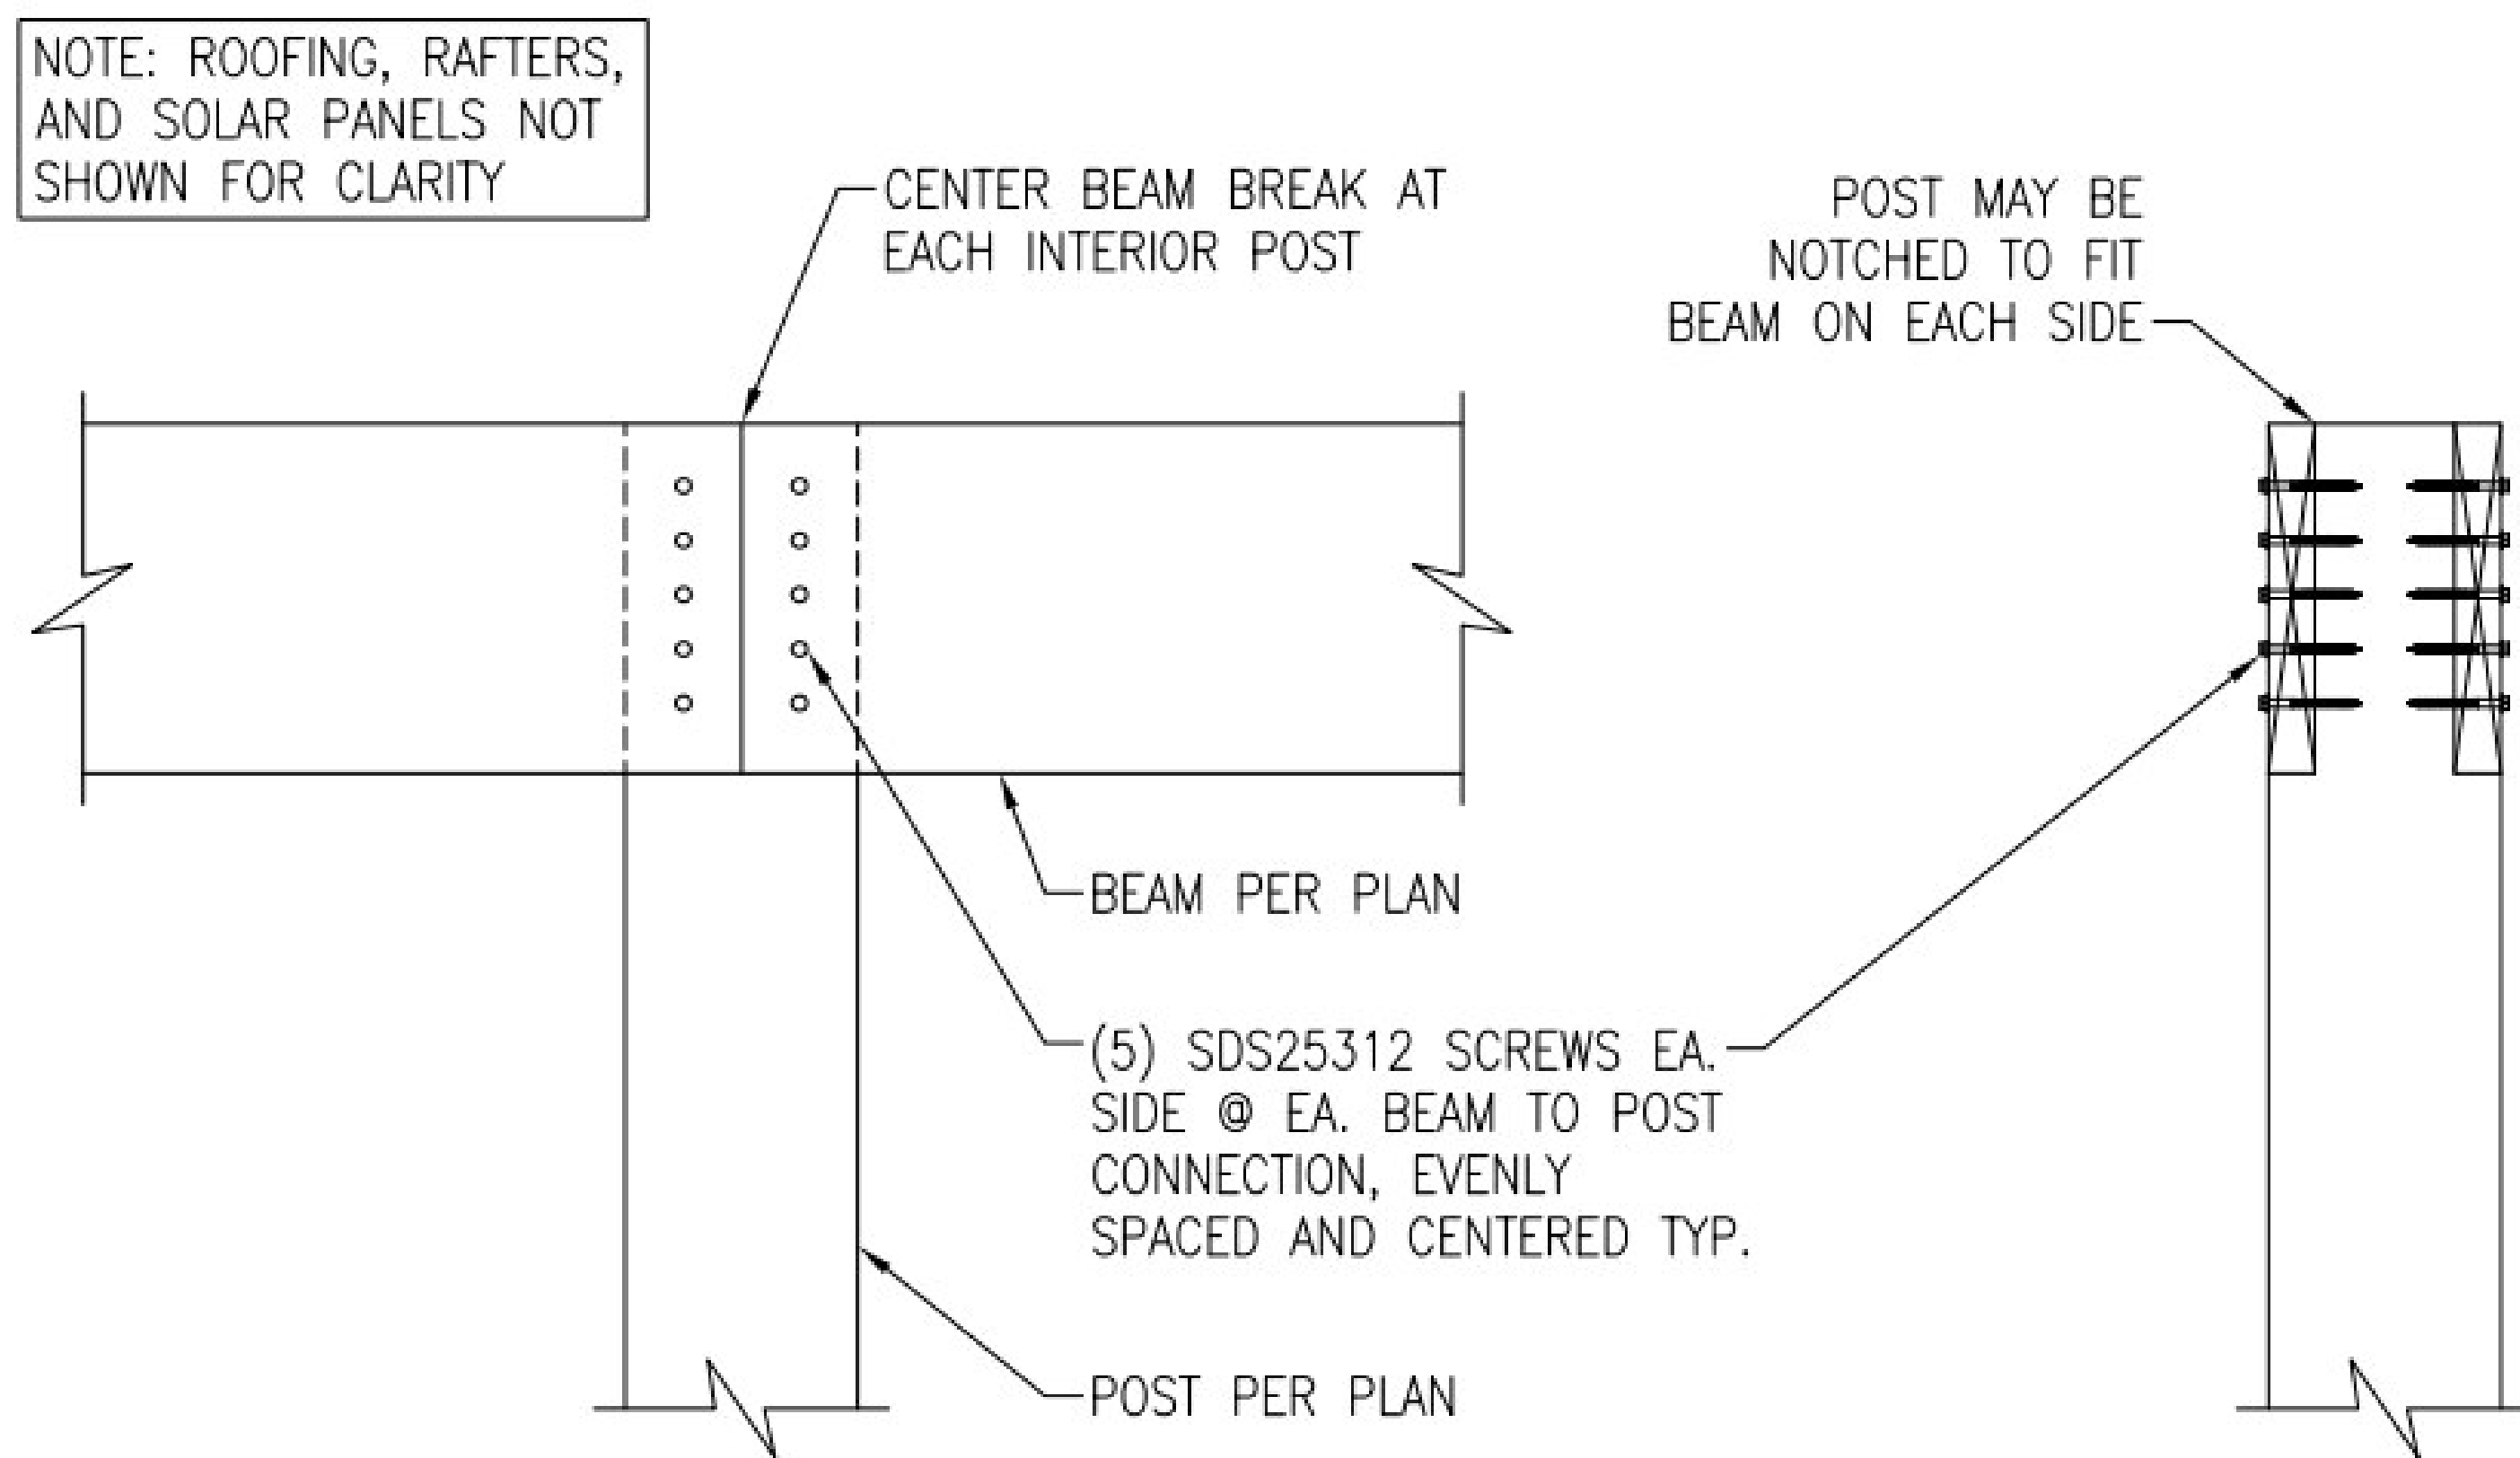 NOTE: ROOFING, RAFTERS,
AND SOLAR PANELS NOT
SHOWN FOR CLARITY
CENTER BEAM BREAK AT
EACH INTERIOR POST
POST MAY BE
NOTCHED TO FIT
BEAM ON EACH SIDE
BEAM PER PLAN
(5) SDS25312 SCREWS EA.
SIDE @ EA. BEAM TO POST
CONNECTION, EVENLY
SPACED AND CENTERED TYP.
POST PER PLAN